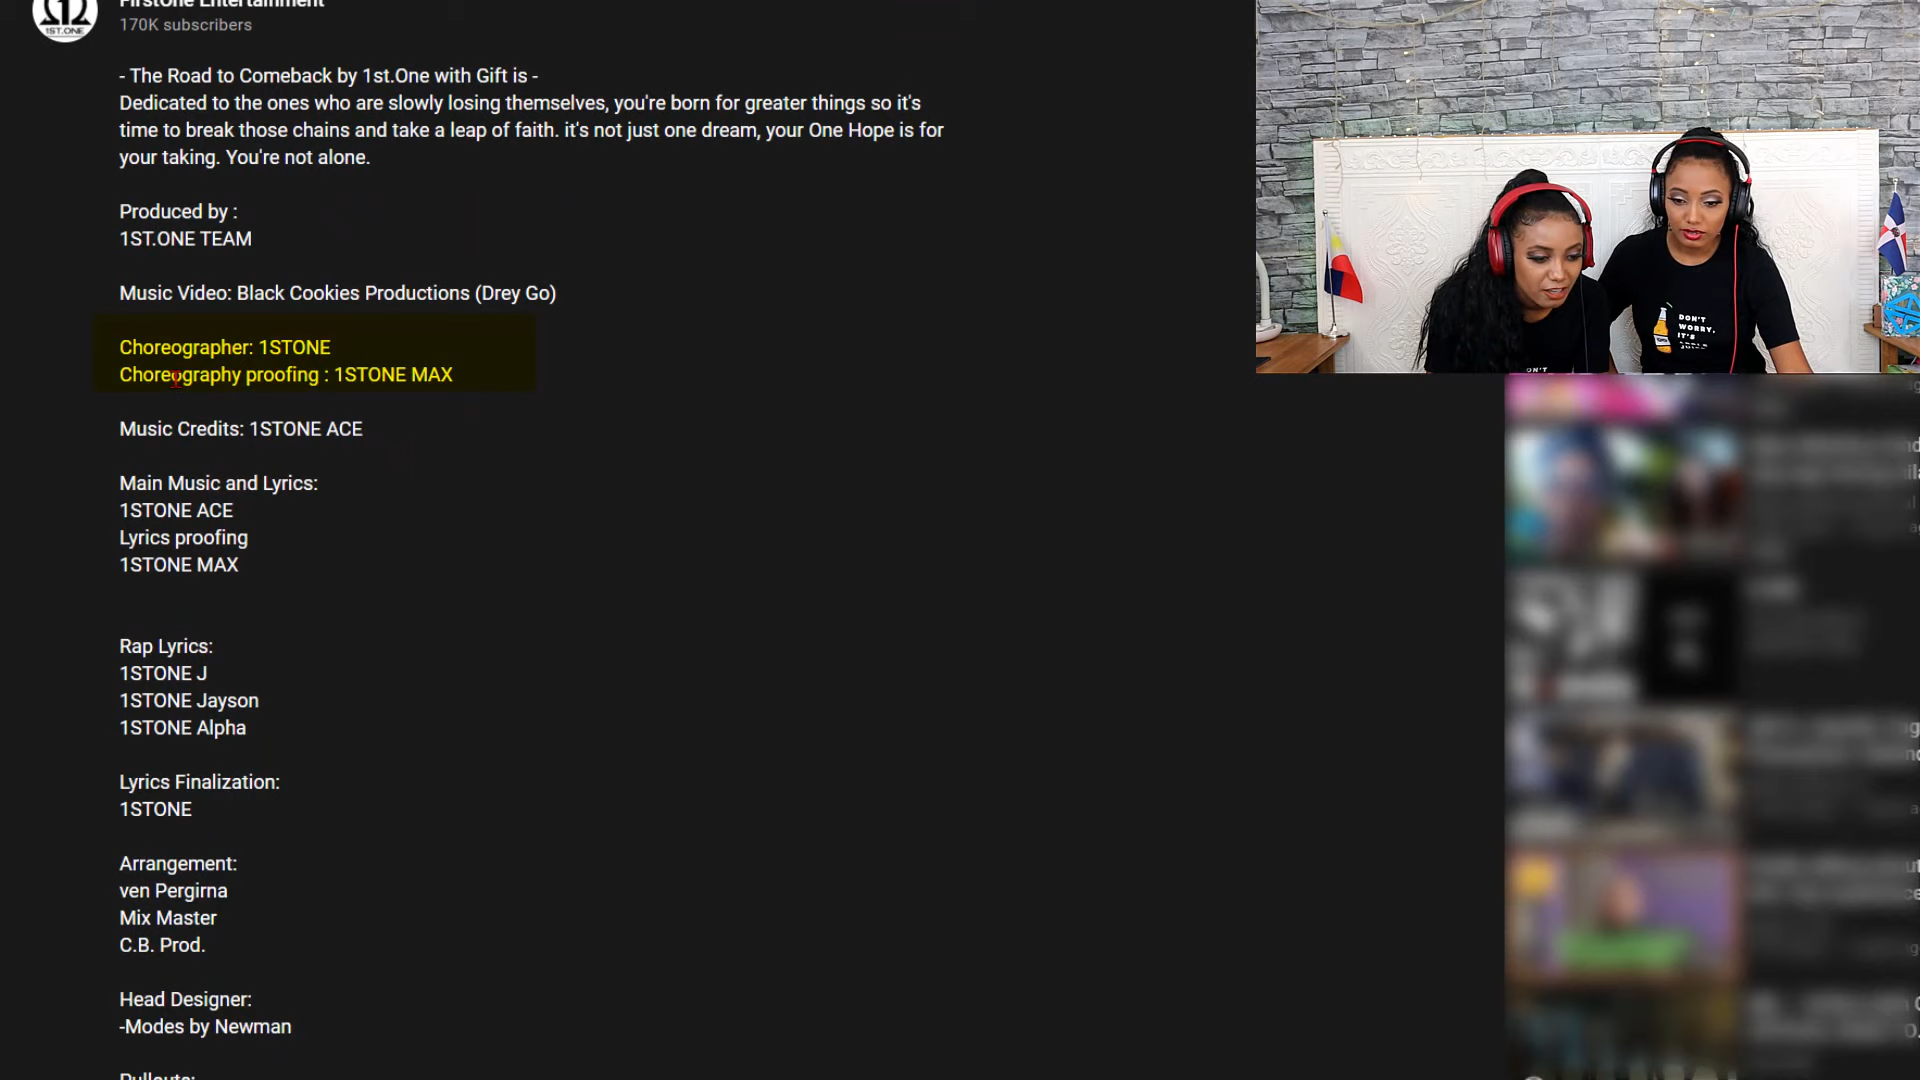 FirstOne Entertainment
170K subscribers
1ST.ONE
- The Road to Comeback by 1st.One with Gift is -
Dedicated to the ones who are slowly losing themselves, you're born for greater things so it's
time to break those chains and take a leap of faith. it's not just one dream, your One Hope is for
your taking. You're not alone.
Produced by :
1ST.ONE TEAM
Music Video: Black Cookies Productions (Drey Go)
Choreographer: 1STONE
Choreography proofing : 1STONE MAX
Music Credits: 1STONE ACE
Main Music and Lyrics:
1STONE ACE
Lyrics proofing
1STONE MAX
Rap Lyrics:
1STONE J
1STONE Jayson
1STONE Alpha
Lyrics Finalization:
1STONE
Arrangement:
ven Pergirna
Mix Master
C.B. Prod.
Head Designer:
-Modes by Newman
DON'T
WORRY,
IT'S